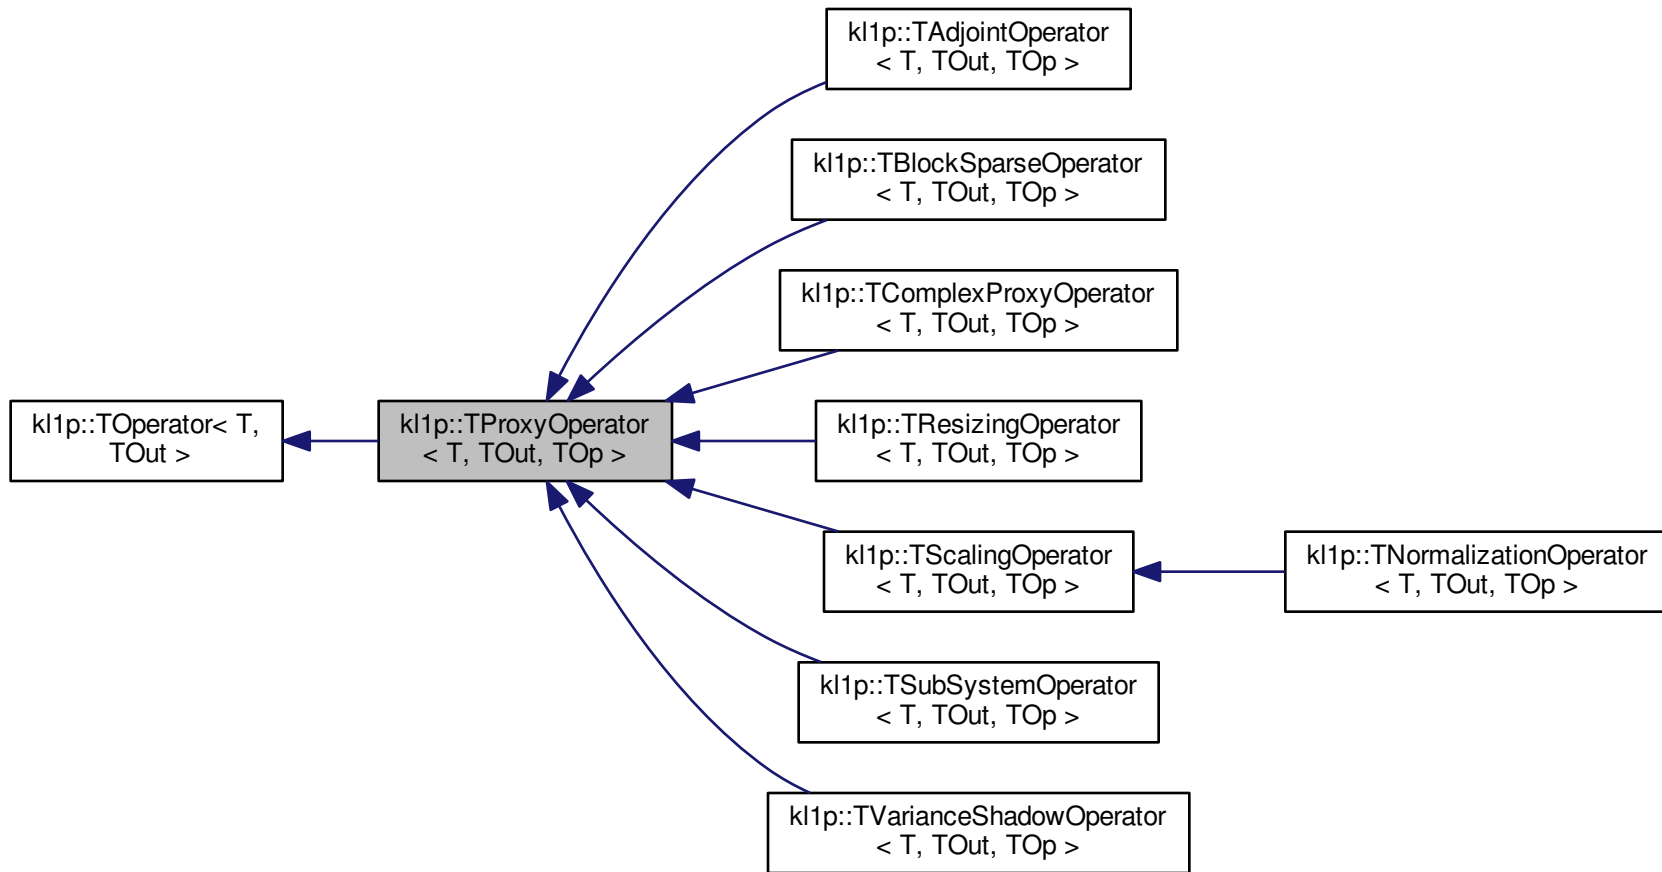 kl1p::TOperator< T,
TOut >
kl1p::TProxyOperator
< T, TOut, TOp >
kl1p::TAdjointOperator
< T, TOut, TOp >
kl1p::TBlockSparseOperator
< T, TOut, TOp >
kl1p::TComplexProxyOperator
< T, TOut, TOp >
kl1p::TResizingOperator
< T, TOut, TOp >
kl1p::TScalingOperator
< T, TOut, TOp >
kl1p::TNormalizationOperator
< T, TOut, TOp >
kl1p::TSubSystemOperator
< T, TOut, TOp >
kl1p::TVarianceShadowOperator
< T, TOut, TOp >